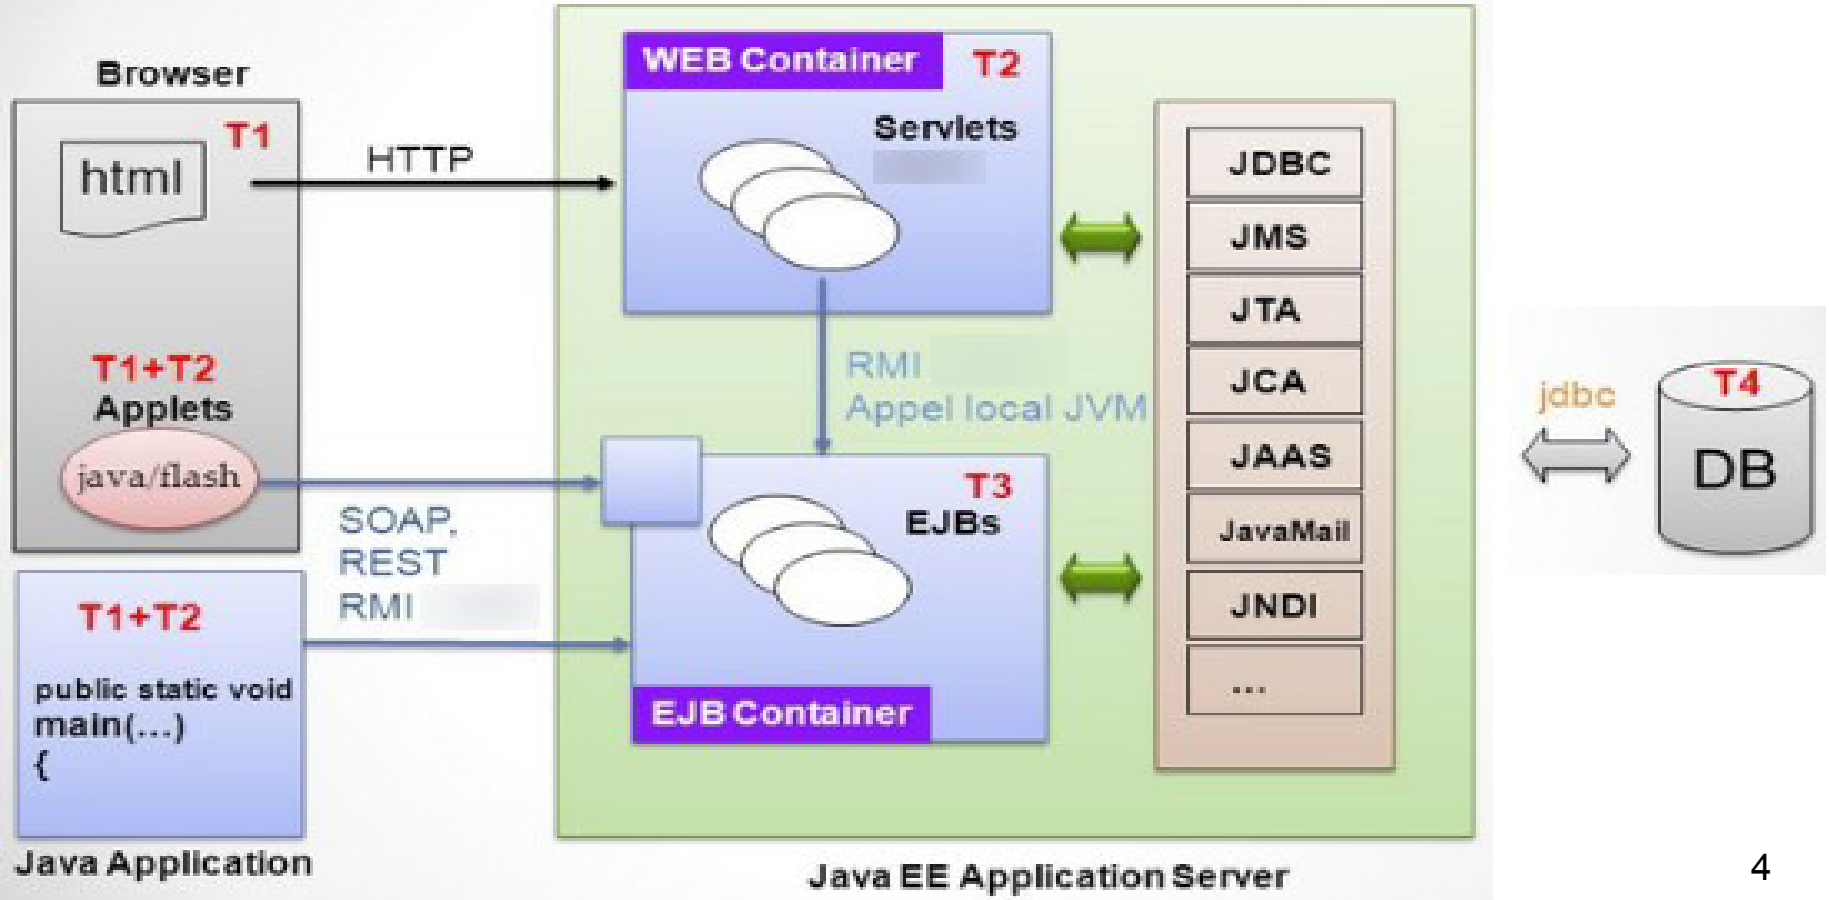 Browser
T1
html
HTTP
T1+T2
Applets
java/flash
SOAP,
REST
RMI
T1+T2
public static void
main(...)
{
Java Application
WEB Container
T2
Servlets
RMI
Appel local JVM
T3
EJBs
EJB Container
JDBC
JMS
JTA
JCA
JAAS
JavaMail
JNDI
...
Java EE Application Server
jdbc
T4
DB
4